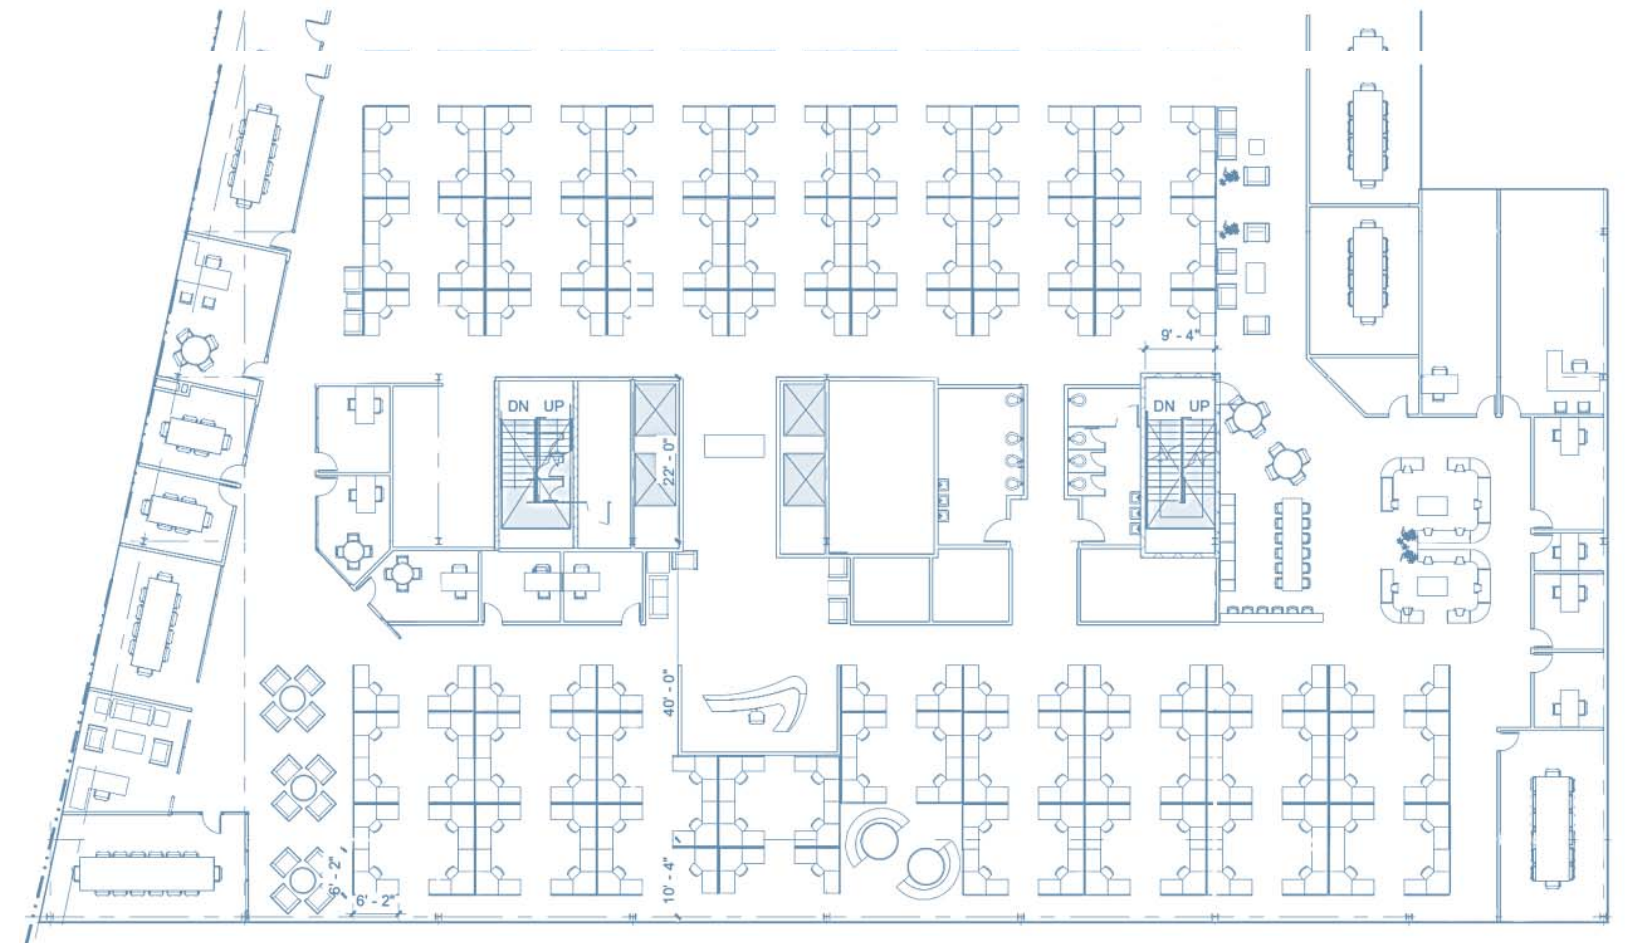 9' - 4"
DN UP
DN UP
22' - 0"
40' - 0"
10' - 4"
6' - 2"
6' - 2"